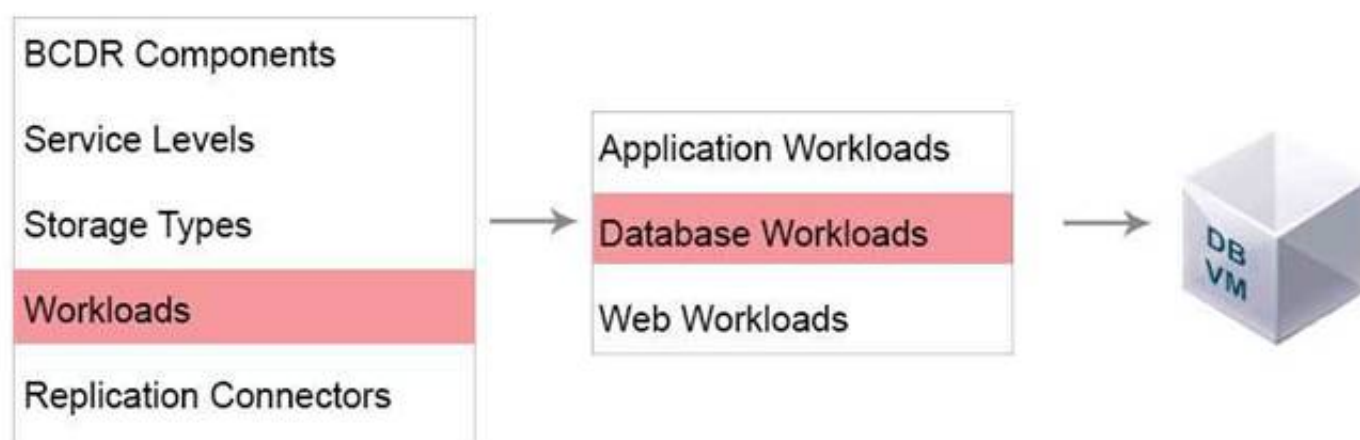 BCDR Components
Service Levels
Storage Types
Workloads
Replication Connectors
Application Workloads
Database Workloads
Web Workloads
DB
VM